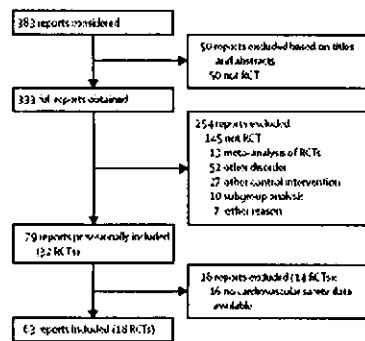 383 reports considered
50 reports excluded based on titles
and abstracts
50 not RCT
333 full reports obtained
254 reports excluded
145 not RCT
13 meta-analysis of RCTs
52 other disorder
27 other control intervention
10 subgroup analysis
7 other reason
79 reports provisionally included
(32 RCTs)
16 reports excluded (14 RCTs):
16 no cardiovascular safety data
available
63 reports included (18 RCTs)